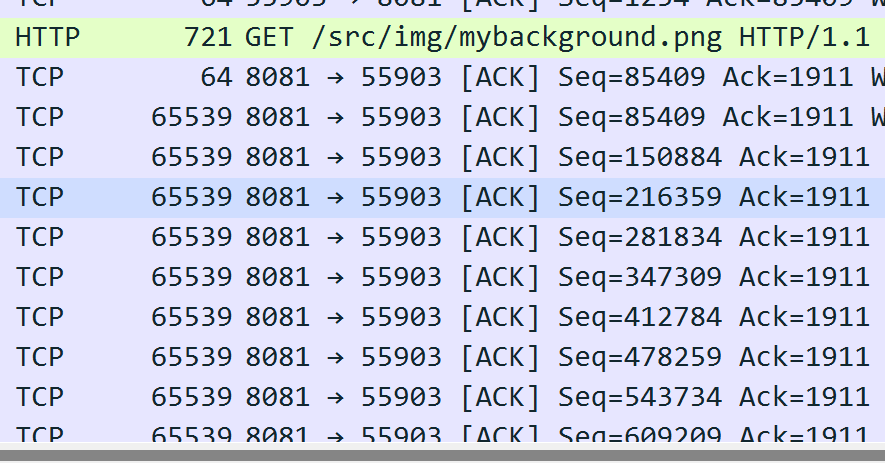 TCP 64 55903 → 8081 [ACK] Seq=1254 Ack=85409 W
HTTP 721 GET /src/img/mybackground.png HTTP/1.1
TCP 64 8081 → 55903 [ACK] Seq=85409 Ack=1911 W
TCP 65539 8081 → 55903 [ACK] Seq=85409 Ack=1911 W
TCP 65539 8081 → 55903 [ACK] Seq=150884 Ack=1911
TCP 65539 8081 → 55903 [ACK] Seq=216359 Ack=1911
TCP 65539 8081 → 55903 [ACK] Seq=281834 Ack=1911
TCP 65539 8081 → 55903 [ACK] Seq=347309 Ack=1911
TCP 65539 8081 → 55903 [ACK] Seq=412784 Ack=1911
TCP 65539 8081 → 55903 [ACK] Seq=478259 Ack=1911
TCP 65539 8081 → 55903 [ACK] Seq=543734 Ack=1911
TCP 65539 8081 → 55903 [ACK] Seq=609209 Ack=1911